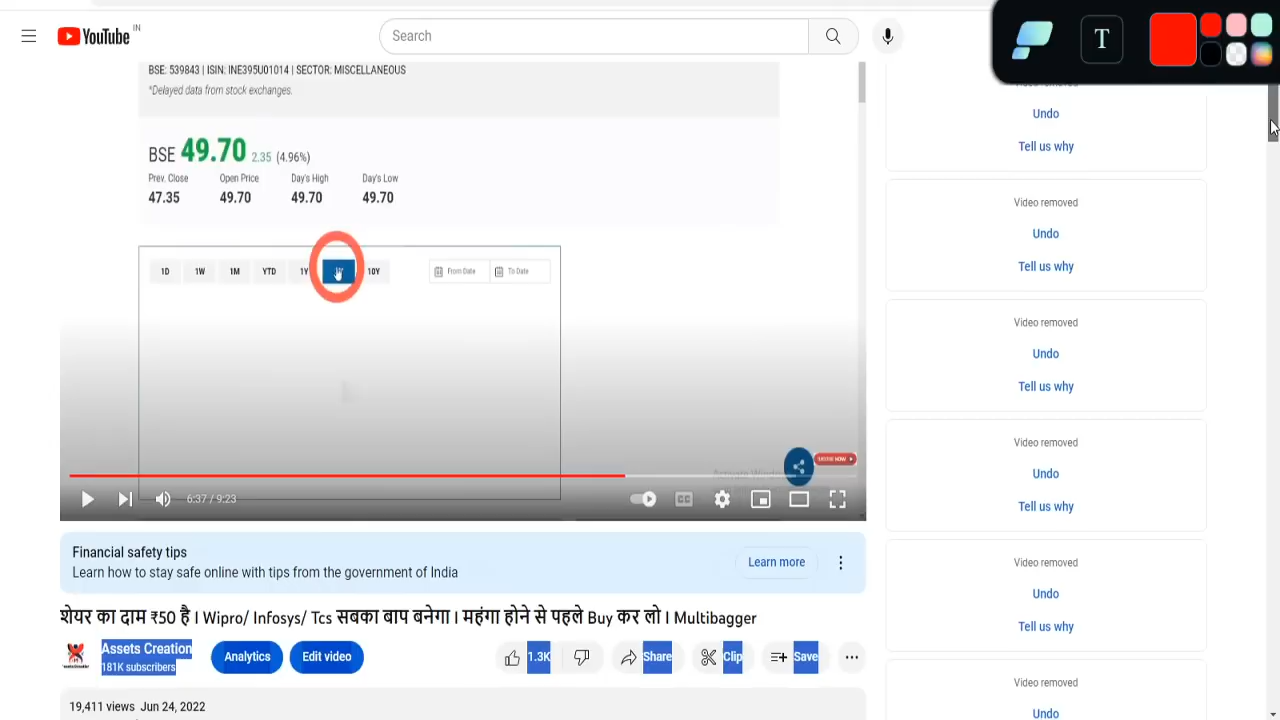 YouTube IN
Search
T
BSE: 539843 | ISIN: INE395U01014 | SECTOR: MISCELLANEOUS
*Delayed data from stock exchanges.
BSE 49.70 2.35 (4.96%)
Prev. Close Open Price Day's High Day's Low
47.35 49.70 49.70 49.70
1D 1W 1M YTD 1Y 10Y From Date To Date
6:37 / 9:23
CC
Financial safety tips
Learn how to stay safe online with tips from the government of India
Learn more
शेयर का दाम ₹50 है I Wipro/ Infosys/ Tcs सबका बाप बनेगा I महंगा होने से पहले Buy कर लो I Multibagger
Assets Creation
181K subscribers
Analytics Edit video 1.3K Share Clip Save
19,411 views Jun 24, 2022
Undo
Tell us why
Video removed
Undo
Tell us why
Video removed
Undo
Tell us why
Video removed
Undo
Tell us why
Video removed
Undo
Tell us why
Video removed
Undo